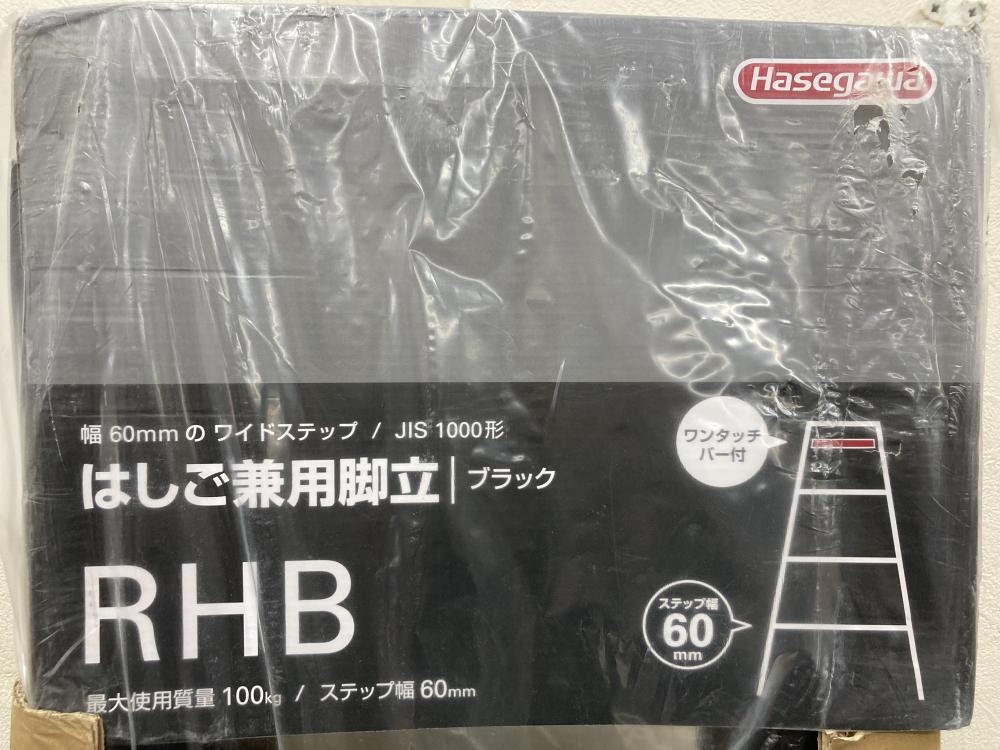 Hasegawa
幅 60mm の ワイドステップ / JIS 1000形
はしご兼用脚立 | ブラック
ワンタッチ
バー付
RHB
ステップ幅
60
mm
最大使用質量 100kg / ステップ幅 60mm